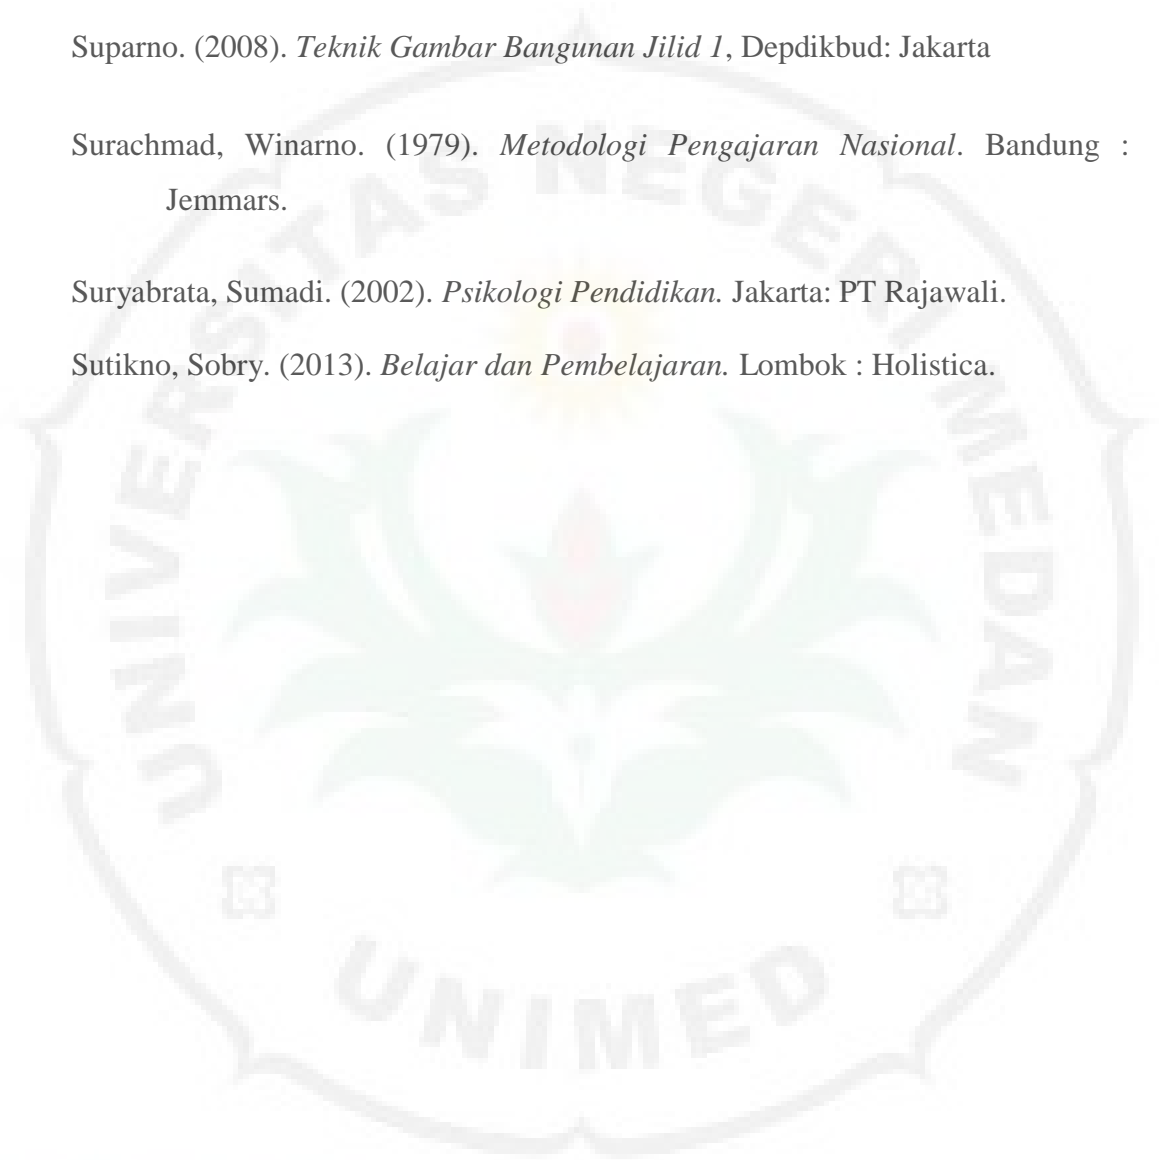 Suparno. (2008). Teknik Gambar Bangunan Jilid 1, Depdikbud: Jakarta
Surachmad, Winarno. (1979). Metodologi Pengajaran Nasional. Bandung :
Jemmars.
Suryabrata, Sumadi. (2002). Psikologi Pendidikan. Jakarta: PT Rajawali.
Sutikno, Sobry. (2013). Belajar dan Pembelajaran. Lombok : Holistica.
UNIVERSITAS NEGERI MEDAN
UNIMED